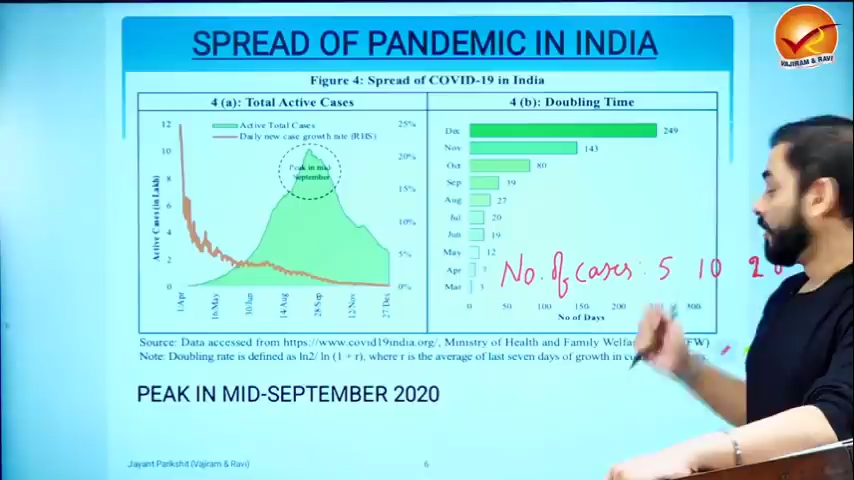 SPREAD OF PANDEMIC IN INDIA
VAJIRAM & RAVI
Figure 4: Spread of COVID-19 in India
4 (a): Total Active Cases
4 (b): Doubling Time
Active Total Cases
Daily new case growth rate (RHS)
Peak in mid
September
Active Cases (in Lakh)
12
10
8
6
4
2
0
25%
20%
15%
10%
5%
0%
1 Apr
16 May
30 Jun
14 Aug
28 Sep
12 Nov
27 Dec
Dec 249
Nov 143
Oct 80
Sep 39
Aug 27
Jul 20
Jun 19
May 12
Apr 7
Mar 3
No. of cases: 5 10 20
0 50 100 150 200 300
No of Days
Source: Data accessed from https://www.covid19india.org/, Ministry of Health and Family FW)
Note: Doubling rate is defined as ln2/ ln (1 + r), where r is the average of last seven days of growth in
PEAK IN MID-SEPTEMBER 2020
Jayant Parikshit (Vajiram & Ravi)
6